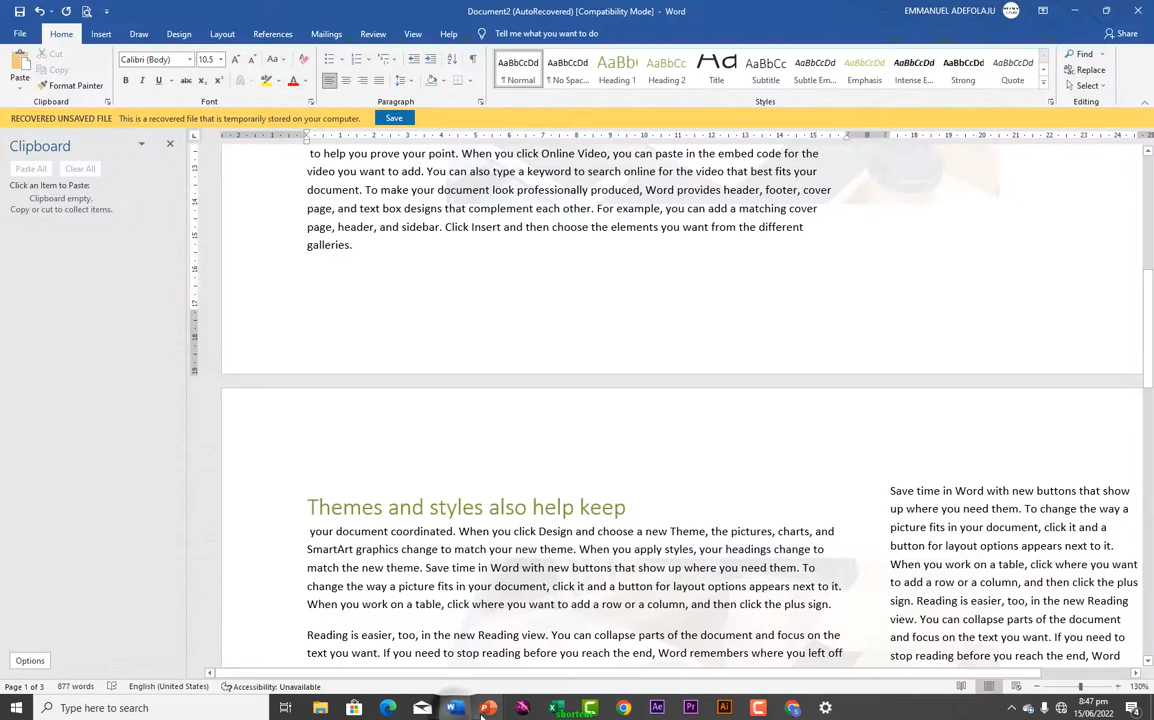 Document2 (AutoRecovered) [Compatibility Mode] - Word
EMMANUEL ADEFOLAJU
File Home Insert Draw Design Layout References Mailings Review View Help Tell me what you want to do
Share
Paste
Cut
Copy
Format Painter
Clipboard
Calibri (Body) 10.5
Font
Paragraph
AaBbCcDd AaBbCcDd AaBb( AaBbCc AaB AaBbCc AaBbCcDd AaBbCcDd AaBbCcDd AaBbCcDd AaBbCcDd
¶ Normal ¶ No Spac... Heading 1 Heading 2 Title Subtitle Subtle Em... Emphasis Intense E... Strong Quote
Styles
Find
Replace
Select
Editing
RECOVERED UNSAVED FILE This is a recovered file that is temporarily stored on your computer. Save
Clipboard
Paste All Clear All
Click an Item to Paste:
Clipboard empty.
Copy or cut to collect items.
Options
to help you prove your point. When you click Online Video, you can paste in the embed code for the
video you want to add. You can also type a keyword to search online for the video that best fits your
document. To make your document look professionally produced, Word provides header, footer, cover
page, and text box designs that complement each other. For example, you can add a matching cover
page, header, and sidebar. Click Insert and then choose the elements you want from the different
galleries.
Themes and styles also help keep
your document coordinated. When you click Design and choose a new Theme, the pictures, charts, and
SmartArt graphics change to match your new theme. When you apply styles, your headings change to
match the new theme. Save time in Word with new buttons that show up where you need them. To
change the way a picture fits in your document, click it and a button for layout options appears next to it.
When you work on a table, click where you want to add a row or a column, and then click the plus sign.
Reading is easier, too, in the new Reading view. You can collapse parts of the document and focus on the
text you want. If you need to stop reading before you reach the end, Word remembers where you left off
Save time in Word with new buttons that show
up where you need them. To change the way a
picture fits in your document, click it and a
button for layout options appears next to it.
When you work on a table, click where you want
to add a row or a column, and then click the plus
sign. Reading is easier, too, in the new Reading
view. You can collapse parts of the document
and focus on the text you want. If you need to
stop reading before you reach the end, Word
Page 1 of 3 877 words English (United States) Accessibility: Unavailable
130%
Type here to search
shortcut
8:47 pm
15/06/2022